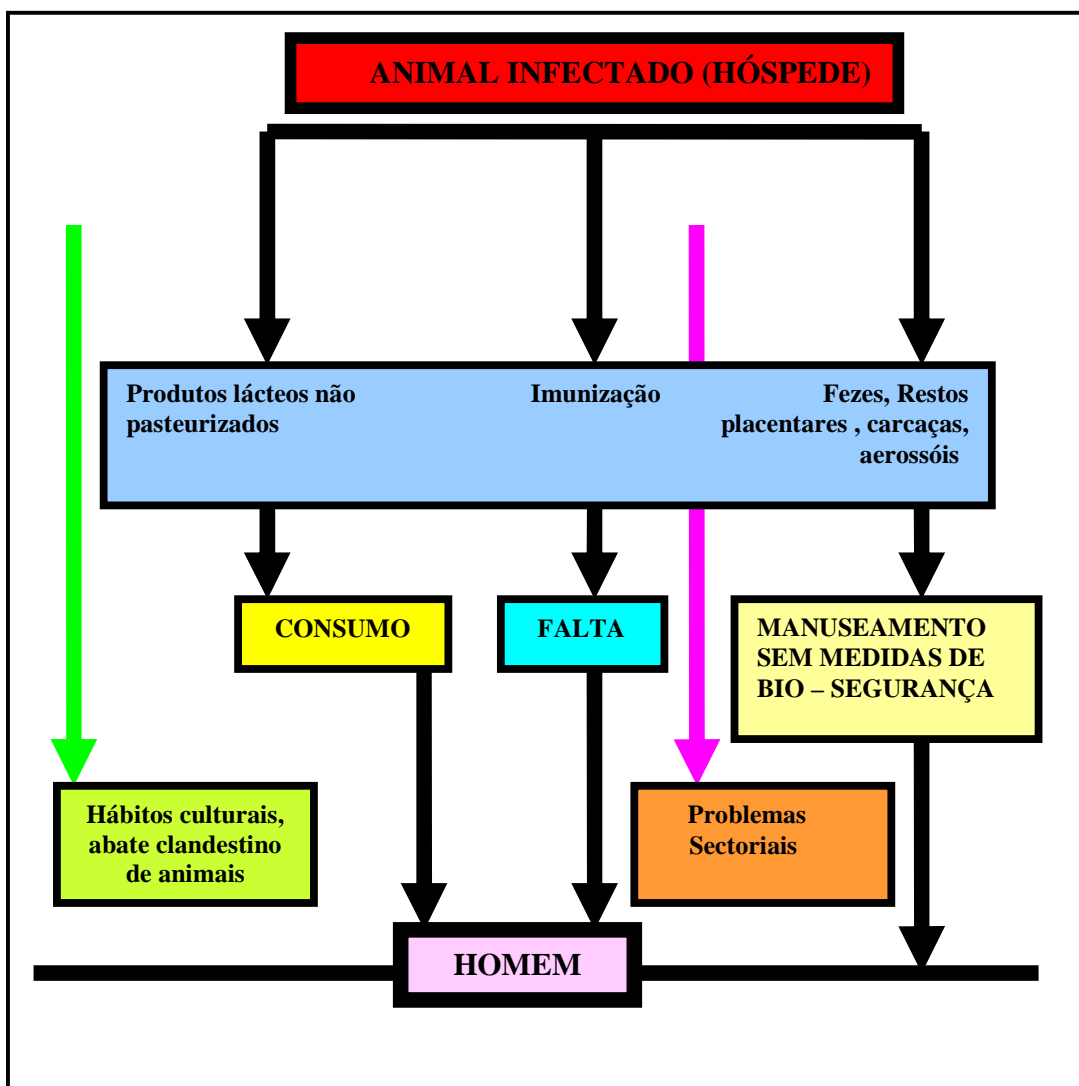 ANIMAL INFECTADO (HÓSPEDE)
Produtos lácteos não
pasteurizados
Imunização
Fezes, Restos
placentares , carcaças,
aerossóis
CONSUMO
FALTA
MANUSEAMENTO
SEM MEDIDAS DE
BIO – SEGURANÇA
Hábitos culturais,
abate clandestino
de animais
Problemas
Sectoriais
HOMEM